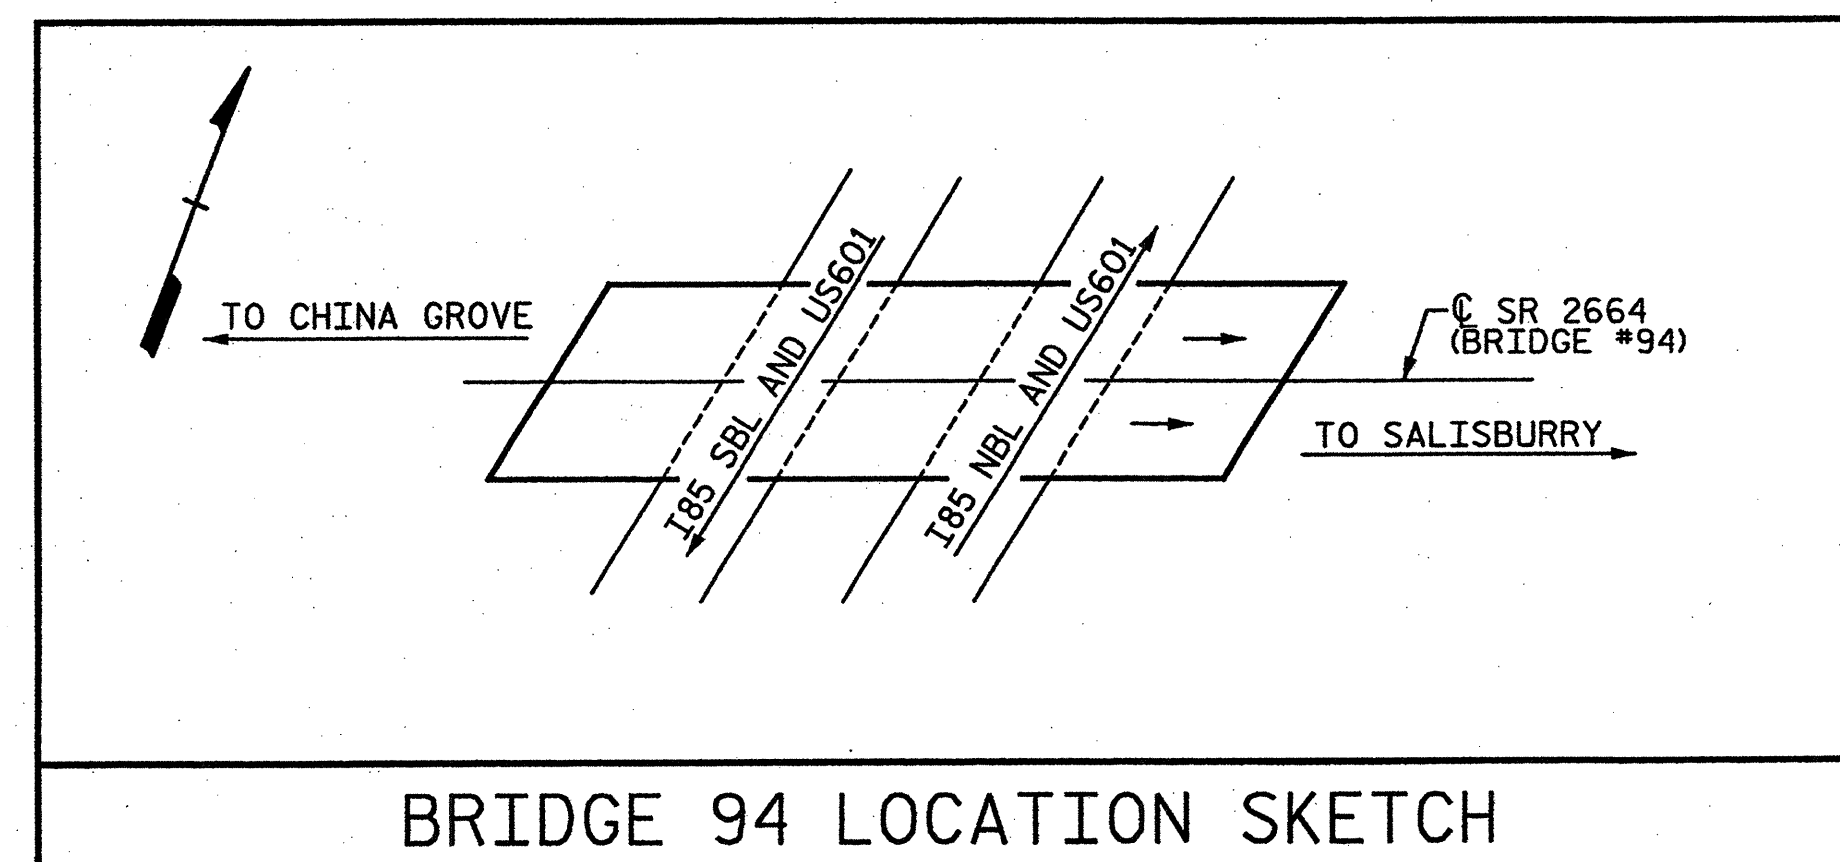 TO CHINA GROVE
I85 SBL AND US601
I85 NBL AND US601
℄ SR 2664
(BRIDGE #94)
TO SALISBURRY
BRIDGE 94 LOCATION SKETCH